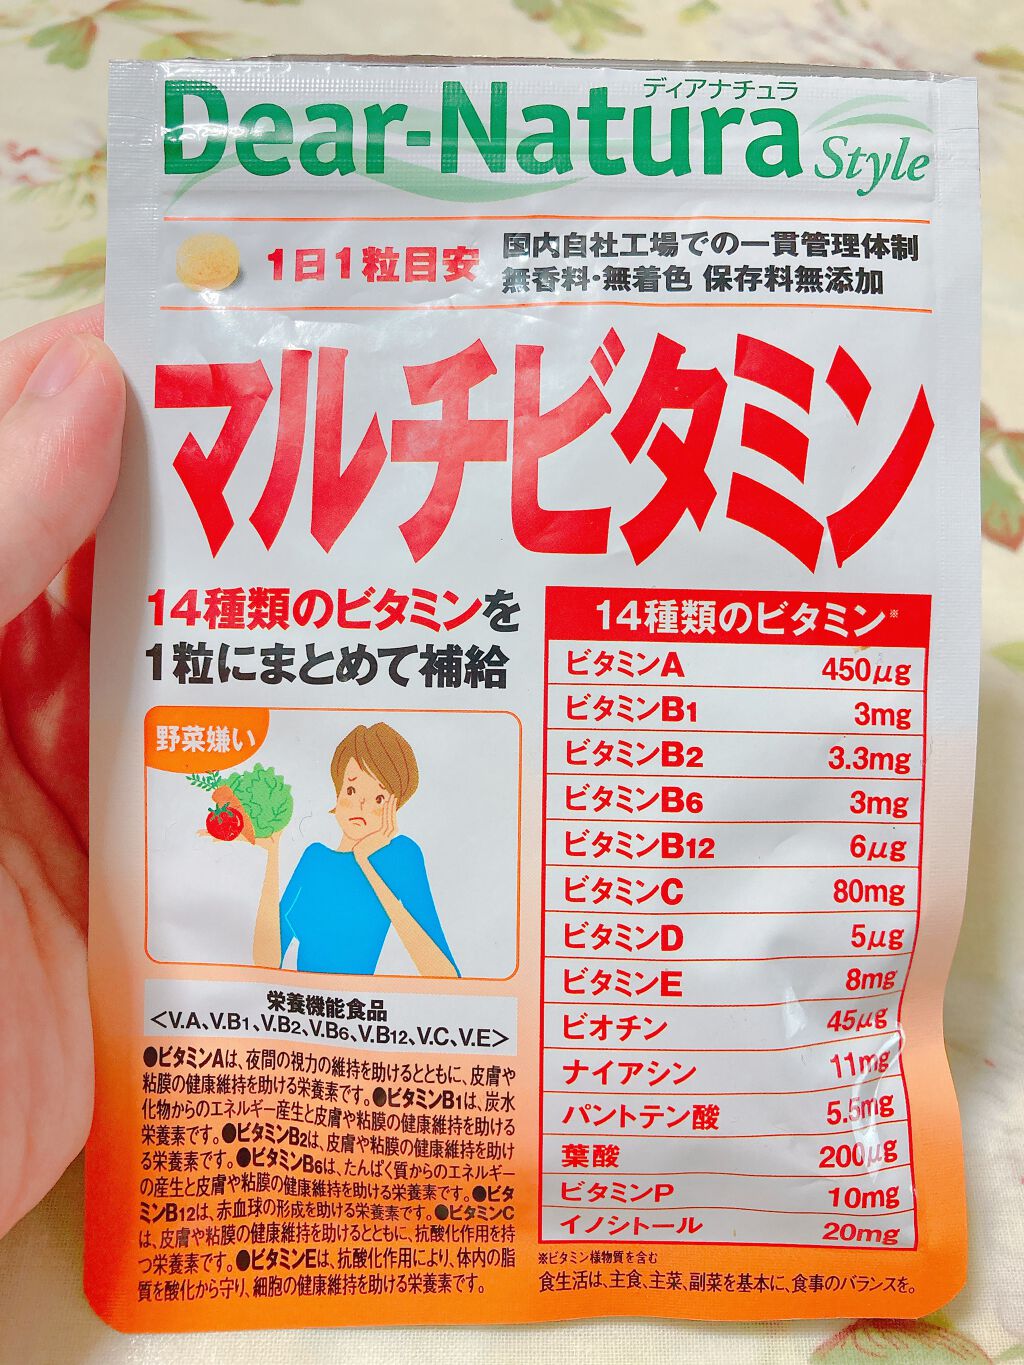 ディアナチュラ
Dear-Natura
Style
1日1粒目安
国内自社工場での一貫管理体制
無香料・無着色 保存料無添加
マルチビタミン
14種類のビタミンを
1粒にまとめて補給
野菜嫌い
栄養機能食品
<V.A、V.B1、V.B2、V.B6、V.B12、V.C、V.E>
●ビタミンAは、夜間の視力の維持を助けるとともに、皮膚や
粘膜の健康維持を助ける栄養素です。●ビタミンB1は、炭水
化物からのエネルギー産生と皮膚や粘膜の健康維持を助ける
栄養素です。●ビタミンB2は、皮膚や粘膜の健康維持を助け
る栄養素です。●ビタミンB6は、たんぱく質からのエネルギー
の産生と皮膚や粘膜の健康維持を助ける栄養素です。●ビタ
ミンB12は、赤血球の形成を助ける栄養素です。●ビタミンC
は、皮膚や粘膜の健康維持を助けるとともに、抗酸化作用を持
つ栄養素です。●ビタミンEは、抗酸化作用により、体内の脂
質を酸化から守り、細胞の健康維持を助ける栄養素です。
14種類のビタミン※
ビタミンA 450μg
ビタミンB1 3mg
ビタミンB2 3.3mg
ビタミンB6 3mg
ビタミンB12 6μg
ビタミンC 80mg
ビタミンD 5μg
ビタミンE 8mg
ビオチン 45μg
ナイアシン 11mg
パントテン酸 5.5mg
葉酸 200μg
ビタミンP 10mg
イノシトール 20mg
※ビタミン様物質を含む
食生活は、主食、主菜、副菜を基本に、食事のバランスを。